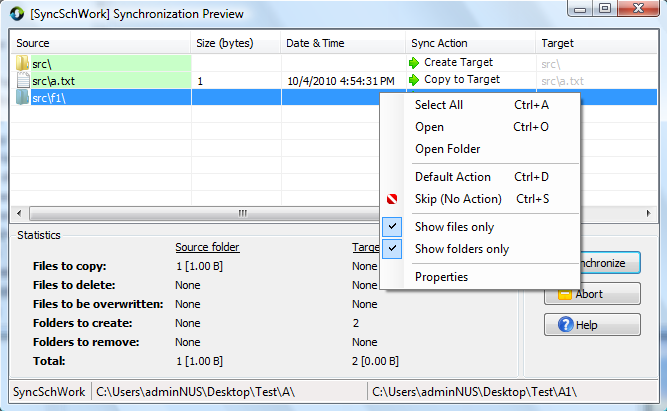 [SyncSchWork] Synchronization Preview
Source Size (bytes) Date & Time Sync Action Target
src\ Create Target src\
src\a.txt 1 10/4/2010 4:54:31 PM Copy to Target src\a.txt
src\f1\
Select All Ctrl+A
Open Ctrl+O
Open Folder
Default Action Ctrl+D
Skip (No Action) Ctrl+S
Show files only
Show folders only
Properties
Statistics
Source folder
Files to copy: 1 [1.00 B] None
Files to delete: None None
Files to be overwritten: None None
Folders to create: None 2
Folders to remove: None None
Total: 1 [1.00 B] 2 [0.00 B]
Abort
Help
SyncSchWork C:\Users\adminNUS\Desktop\Test\A\ C:\Users\adminNUS\Desktop\Test\A1\